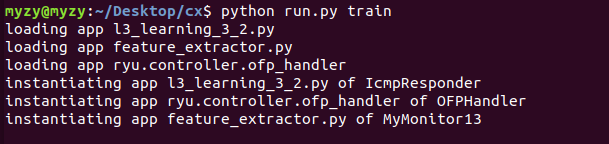 myzy@myzy:~/Desktop/cx$ python run.py train
loading app l3_learning_3_2.py
loading app feature_extractor.py
loading app ryu.controller.ofp_handler
instantiating app l3_learning_3_2.py of IcmpResponder
instantiating app ryu.controller.ofp_handler of OFPHandler
instantiating app feature_extractor.py of MyMonitor13